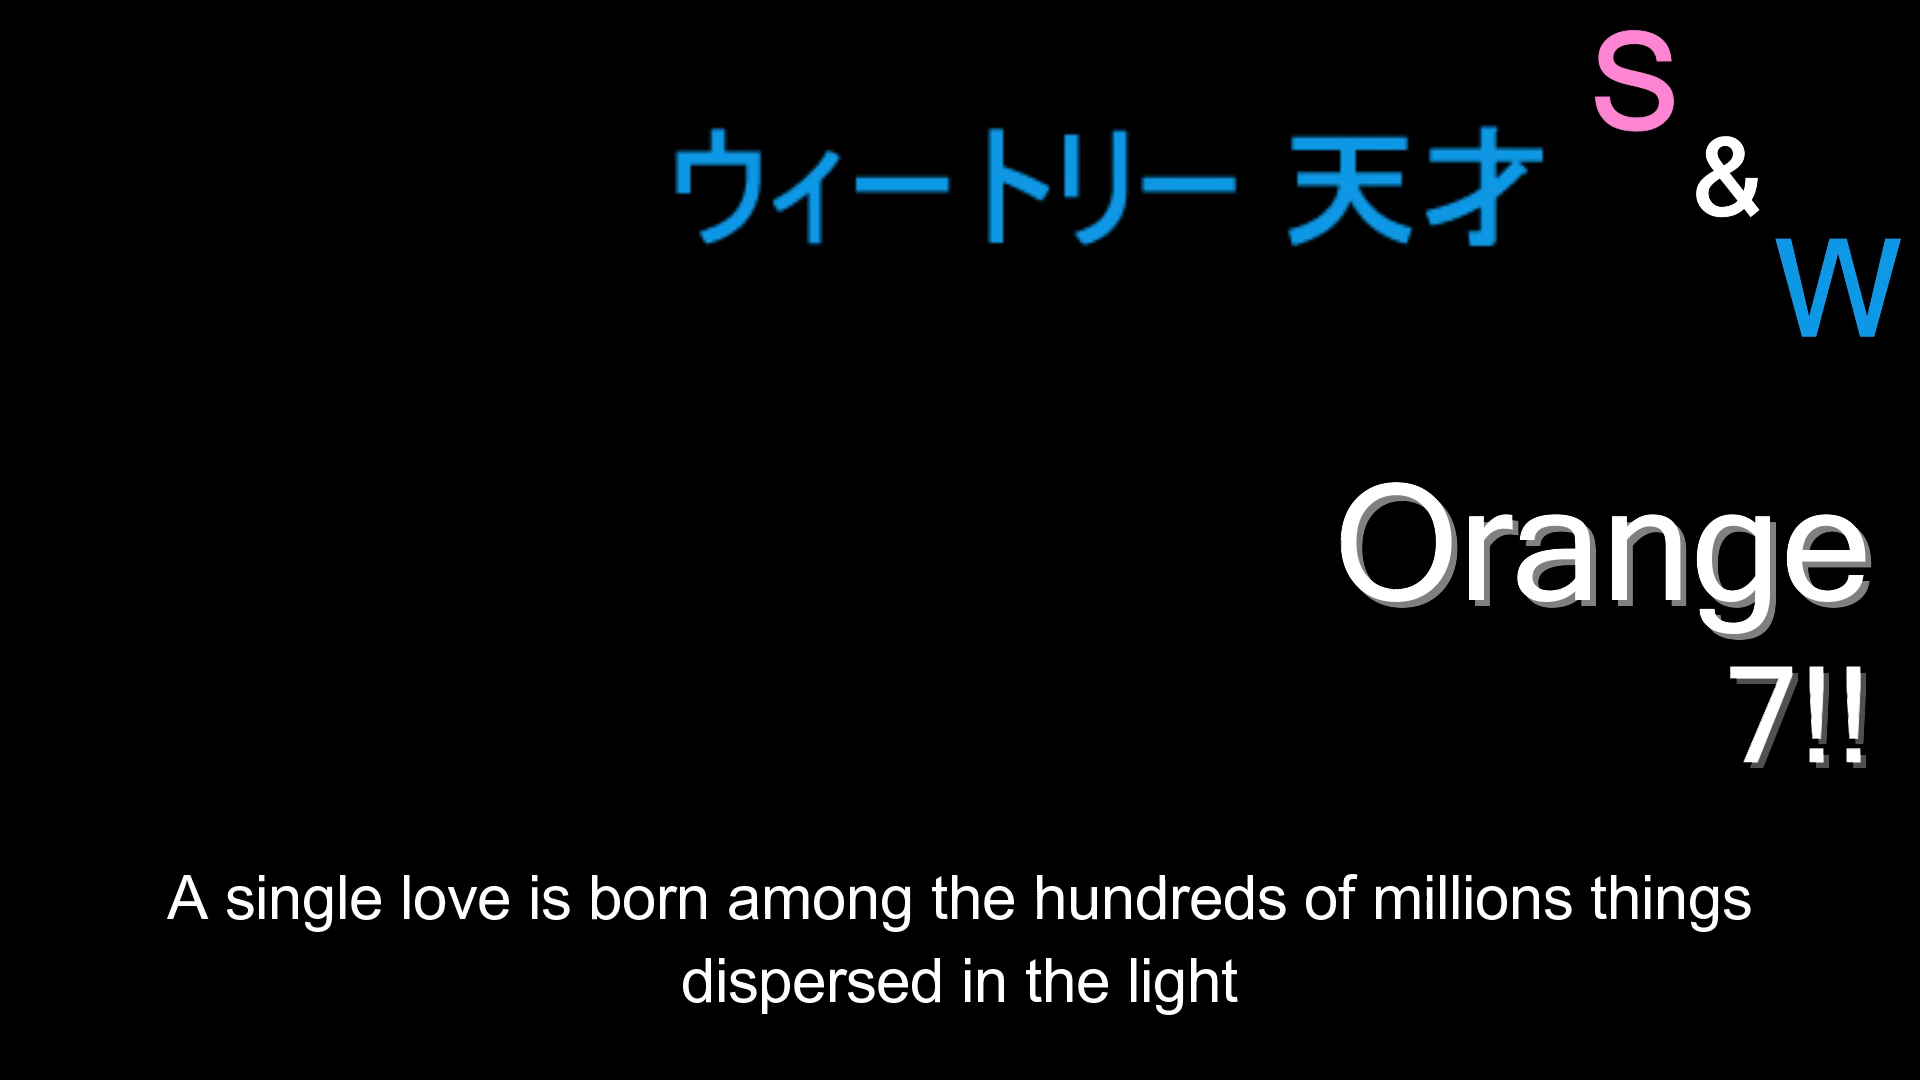 S
&
W
ウィートリー 天才
Orange
7!!
A single love is born among the hundreds of millions things
dispersed in the light